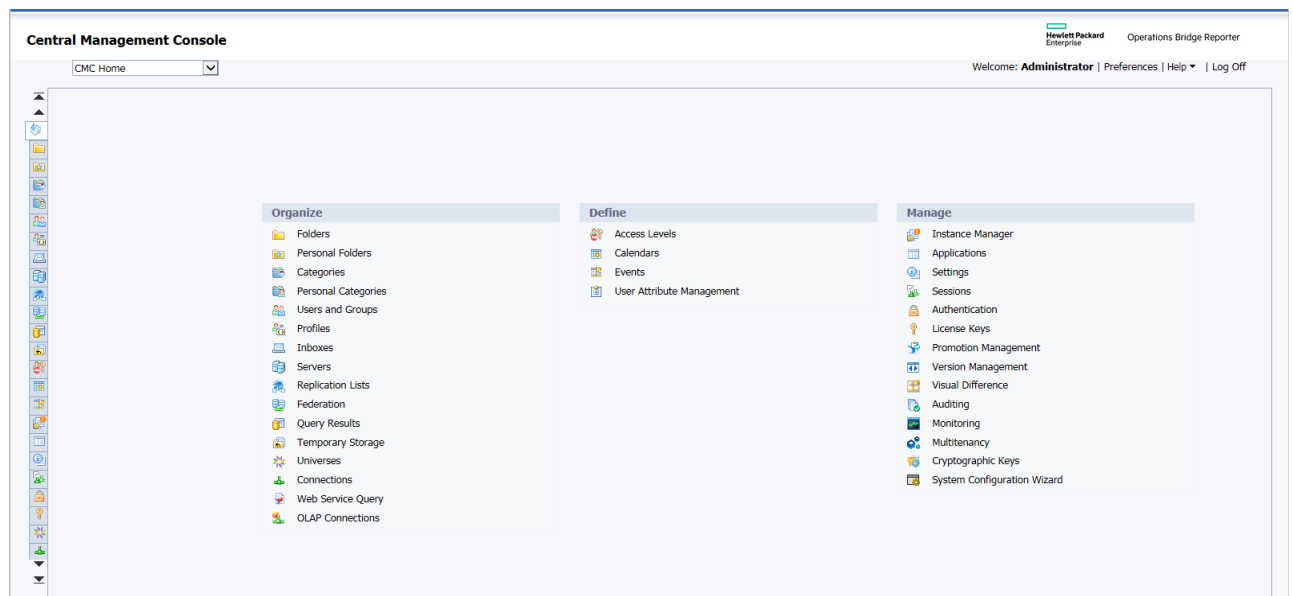 Central Management Console
Hewlett Packard
Enterprise
Operations Bridge Reporter
CMC Home
Welcome: Administrator | Preferences | Help | Log Off
Organize
Folders
Personal Folders
Categories
Personal Categories
Users and Groups
Profiles
Inboxes
Servers
Replication Lists
Federation
Query Results
Temporary Storage
Universes
Connections
Web Service Query
OLAP Connections
Define
Access Levels
Calendars
Events
User Attribute Management
Manage
Instance Manager
Applications
Settings
Sessions
Authentication
License Keys
Promotion Management
Version Management
Visual Difference
Auditing
Monitoring
Multitenancy
Cryptographic Keys
System Configuration Wizard